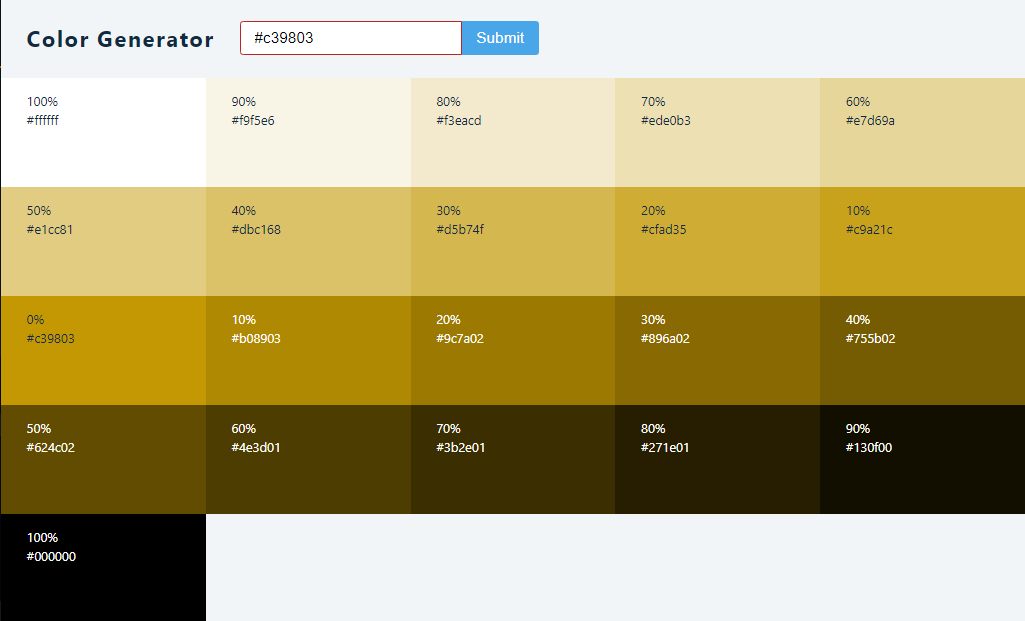 Color Generator
#c39803
Submit
100%
#ffffff
90%
#f9f5e6
80%
#f3eacd
70%
#ede0b3
60%
#e7d69a
50%
#e1cc81
40%
#dbc168
30%
#d5b74f
20%
#cfad35
10%
#c9a21c
0%
#c39803
10%
#b08903
20%
#9c7a02
30%
#896a02
40%
#755b02
50%
#624c02
60%
#4e3d01
70%
#3b2e01
80%
#271e01
90%
#130f00
100%
#000000